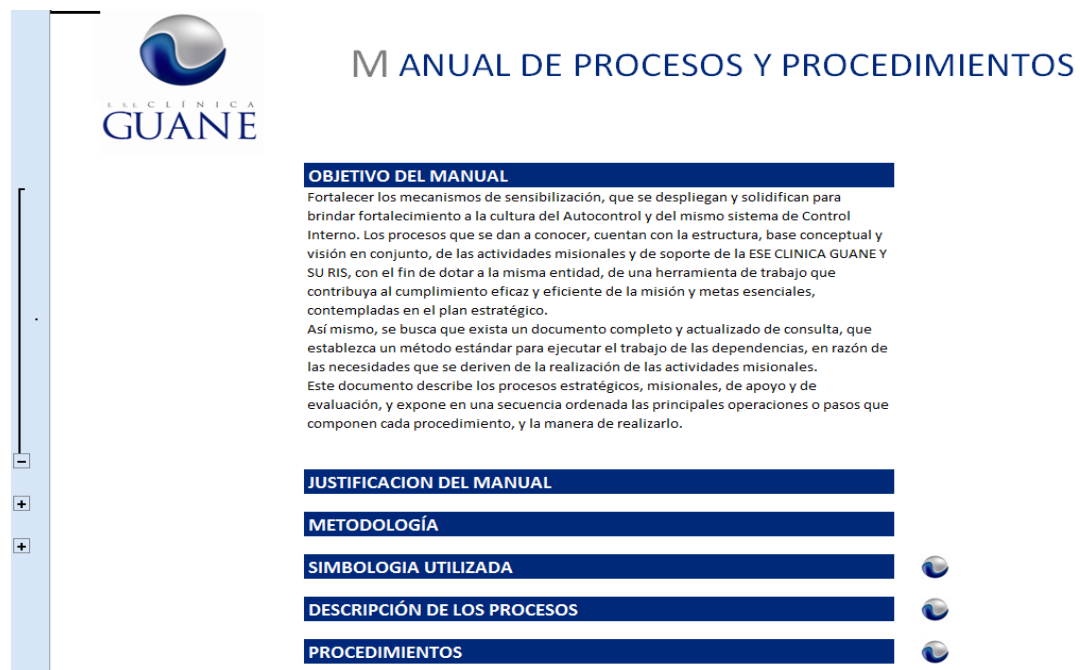 E S E CLÍNICA
GUANE
M ANUAL DE PROCESOS Y PROCEDIMIENTOS
OBJETIVO DEL MANUAL
Fortalecer los mecanismos de sensibilización, que se despliegan y solidifican para
brindar fortalecimiento a la cultura del Autocontrol y del mismo sistema de Control
Interno. Los procesos que se dan a conocer, cuentan con la estructura, base conceptual y
visión en conjunto, de las actividades misionales y de soporte de la ESE CLINICA GUANE Y
SU RIS, con el fin de dotar a la misma entidad, de una herramienta de trabajo que
contribuya al cumplimiento eficaz y eficiente de la misión y metas esenciales,
contempladas en el plan estratégico.
Así mismo, se busca que exista un documento completo y actualizado de consulta, que
establezca un método estándar para ejecutar el trabajo de las dependencias, en razón de
las necesidades que se deriven de la realización de las actividades misionales.
Este documento describe los procesos estratégicos, misionales, de apoyo y de
evaluación, y expone en una secuencia ordenada las principales operaciones o pasos que
componen cada procedimiento, y la manera de realizarlo.
JUSTIFICACION DEL MANUAL
METODOLOGÍA
SIMBOLOGIA UTILIZADA
DESCRIPCIÓN DE LOS PROCESOS
PROCEDIMIENTOS